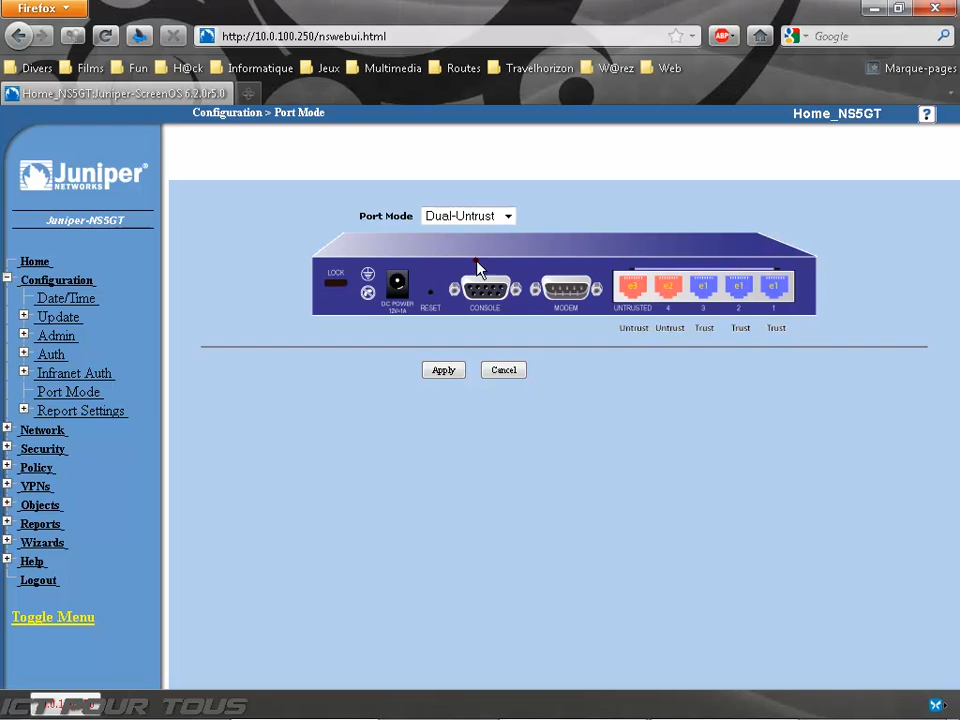 Firefox
http://10.0.100.250/nswebui.html
ABP
Google
Divers Films Fun H@ck Informatique Jeux Multimedia Routes Travelhorizon W@rez Web Marque-pages
Home_NS5GT:Juniper-ScreenOS 6.2.0r5.0
Configuration > Port Mode
Home_NS5GT
?
Juniper
NETWORKS
Juniper-NS5GT
Home
Configuration
Date/Time
Update
Admin
Auth
Infranet Auth
Port Mode
Report Settings
Network
Security
Policy
VPNs
Objects
Reports
Wizards
Help
Logout
Toggle Menu
Port Mode Dual-Untrust
LOCK
DC POWER
12V=1A
RESET
CONSOLE
MODEM
e3 e2 e1 e1 e1
UNTRUSTED 4 3 2 1
Untrust Untrust Trust Trust Trust
Apply Cancel
ICT POUR TOUS